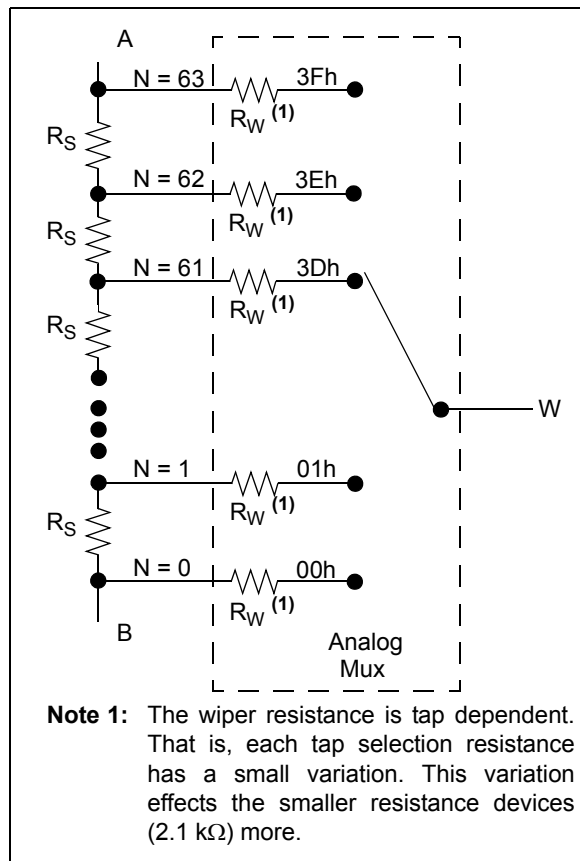 A
N = 63 3Fh
RS RW (1)
N = 62 3Eh
RS RW (1)
N = 61 3Dh
RS RW (1)
W
N = 1 01h
RS RW (1)
N = 0 00h
RW (1)
B
Analog
Mux
Note 1: The wiper resistance is tap dependent.
That is, each tap selection resistance
has a small variation. This variation
effects the smaller resistance devices
(2.1 kΩ) more.